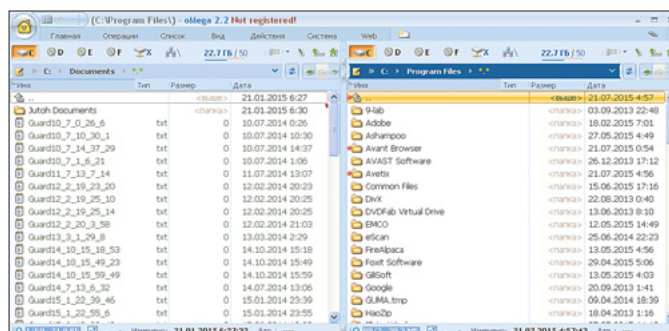 (C:\Program Files\) - oMega 2.2 Not registered!
Главная Операции Список Вид Действия Система Web
C D E F X 22.7 Гб / 50
C D E F X 22.7 Гб / 50
C: Documents *.*
Имя Тип Размер Дата
.. <выше> 21.01.2015 6:27
Jutoh Documents <папка> 21.01.2015 6:30
Guard10_7_0_26_6 txt 0 10.07.2014 0:26
Guard10_7_10_30_1 txt 0 10.07.2014 10:30
Guard10_7_14_37_29 txt 0 10.07.2014 14:37
Guard10_7_1_6_21 txt 0 10.07.2014 1:06
Guard11_7_13_7_14 txt 0 11.07.2014 13:07
Guard12_2_19_23_20 txt 0 12.02.2014 20:23
Guard12_2_19_25_10 txt 0 12.02.2014 20:25
Guard12_2_19_25_14 txt 0 12.02.2014 20:25
Guard12_2_20_3_58 txt 0 12.02.2014 21:03
Guard13_3_1_29_8 txt 0 13.03.2014 2:29
Guard14_10_15_18_53 txt 0 14.10.2014 15:18
Guard14_10_15_49_23 txt 0 14.10.2014 15:49
Guard14_10_15_59_49 txt 0 14.10.2014 15:59
Guard14_7_13_6_32 txt 0 14.07.2014 13:06
Guard15_1_22_39_46 txt 0 15.01.2014 23:39
Guard15_1_22_55_6 txt 0 15.01.2014 23:55
21.01.2015 6:27:32
C: Program Files *.*
Имя Тип Размер Дата
.. <выше> 21.07.2015 4:57
9-lab <папка> 03.09.2013 22:48
Adobe <папка> 18.02.2015 7:01
Ashampoo <папка> 27.05.2015 4:49
Avant Browser <папка> 21.07.2015 0:54
AVAST Software <папка> 26.12.2013 17:12
Avetix <папка> 21.07.2015 4:56
Common Files <папка> 15.06.2015 17:16
DivX <папка> 22.08.2013 0:40
DVDFab Virtual Drive <папка> 13.06.2013 8:10
EMCO <папка> 12.05.2015 14:49
eScan <папка> 25.06.2014 22:23
FireAlpaca <папка> 13.05.2015 4:56
Foxit Software <папка> 29.04.2015 5:06
GiliSoft <папка> 13.05.2015 4:03
Google <папка> 20.09.2013 1:41
GUMA.tmp <папка> 09.04.2014 18:39
HaoZip <папка> 18.04.2013 1:16
21.07.2015 4:57:43